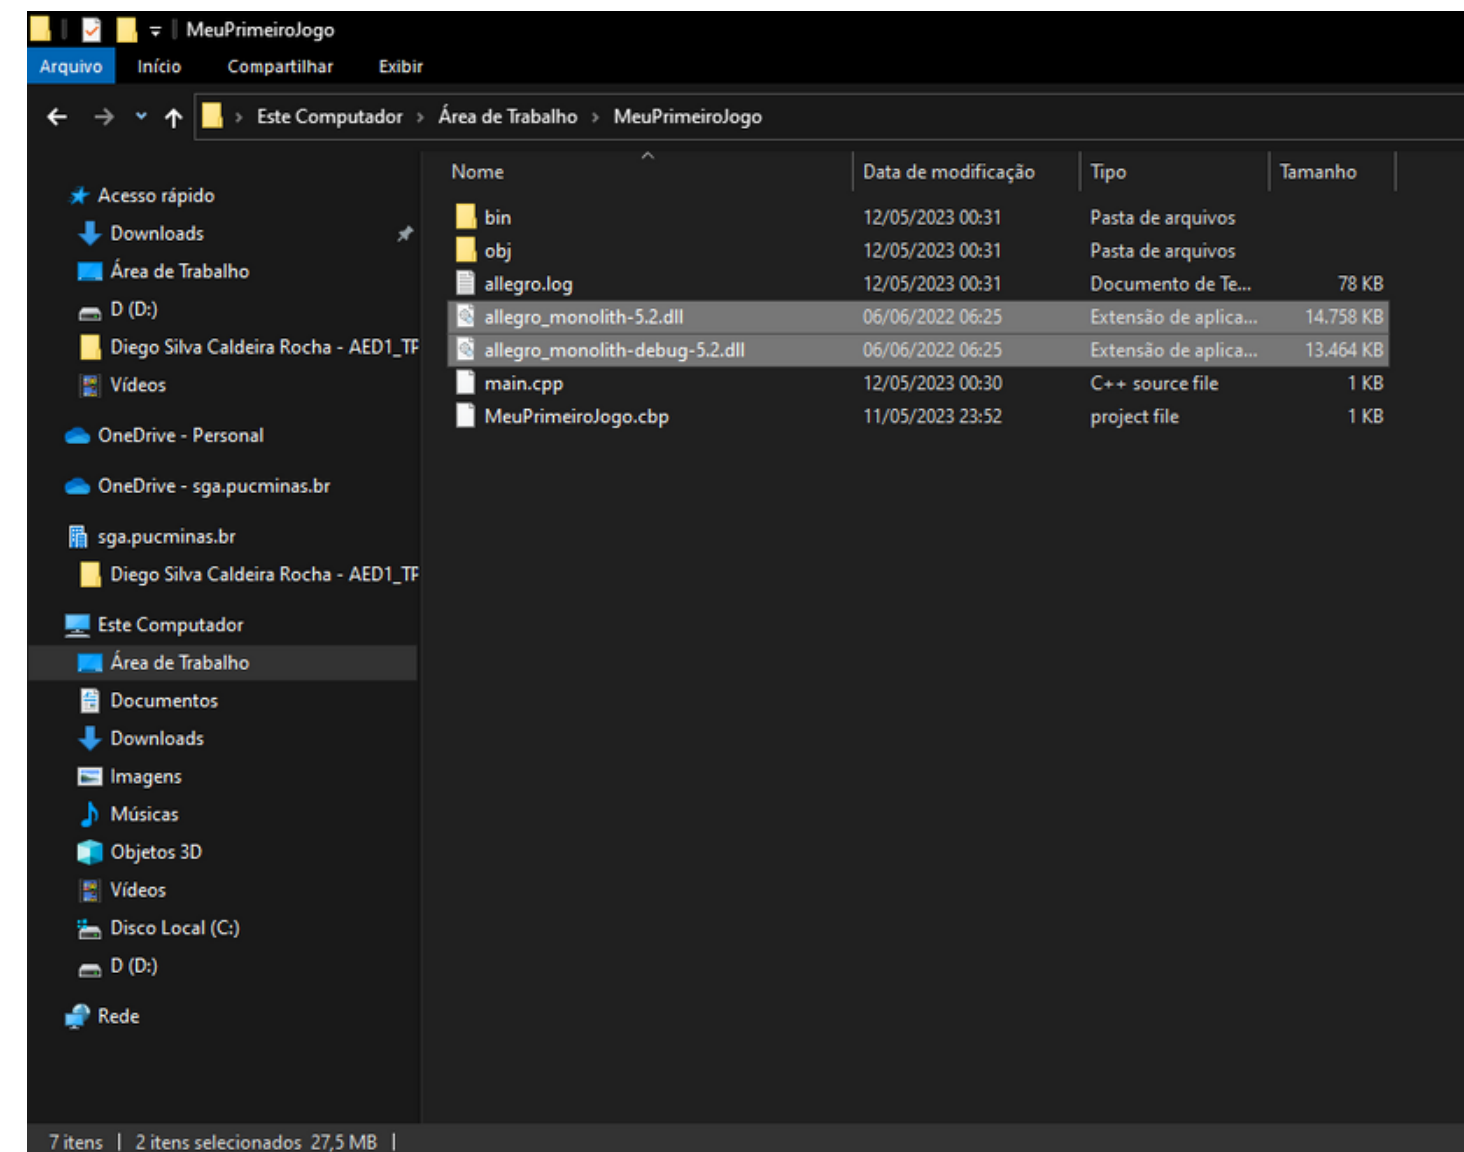 MeuPrimeiroJogo
Arquivo Início Compartilhar Exibir
Este Computador > Área de Trabalho > MeuPrimeiroJogo
Acesso rápido
Downloads
Área de Trabalho
D (D:)
Diego Silva Caldeira Rocha - AED1_TP
Vídeos
OneDrive - Personal
OneDrive - sga.pucminas.br
sga.pucminas.br
Diego Silva Caldeira Rocha - AED1_TP
Este Computador
Área de Trabalho
Documentos
Downloads
Imagens
Músicas
Objetos 3D
Vídeos
Disco Local (C:)
D (D:)
Rede
Nome Data de modificação Tipo Tamanho
bin 12/05/2023 00:31 Pasta de arquivos
obj 12/05/2023 00:31 Pasta de arquivos
allegro.log 12/05/2023 00:31 Documento de Te... 78 KB
allegro_monolith-5.2.dll 06/06/2022 06:25 Extensão de aplica... 14.758 KB
allegro_monolith-debug-5.2.dll 06/06/2022 06:25 Extensão de aplica... 13.464 KB
main.cpp 12/05/2023 00:30 C++ source file 1 KB
MeuPrimeiroJogo.cbp 11/05/2023 23:52 project file 1 KB
7 itens | 2 itens selecionados 27,5 MB |